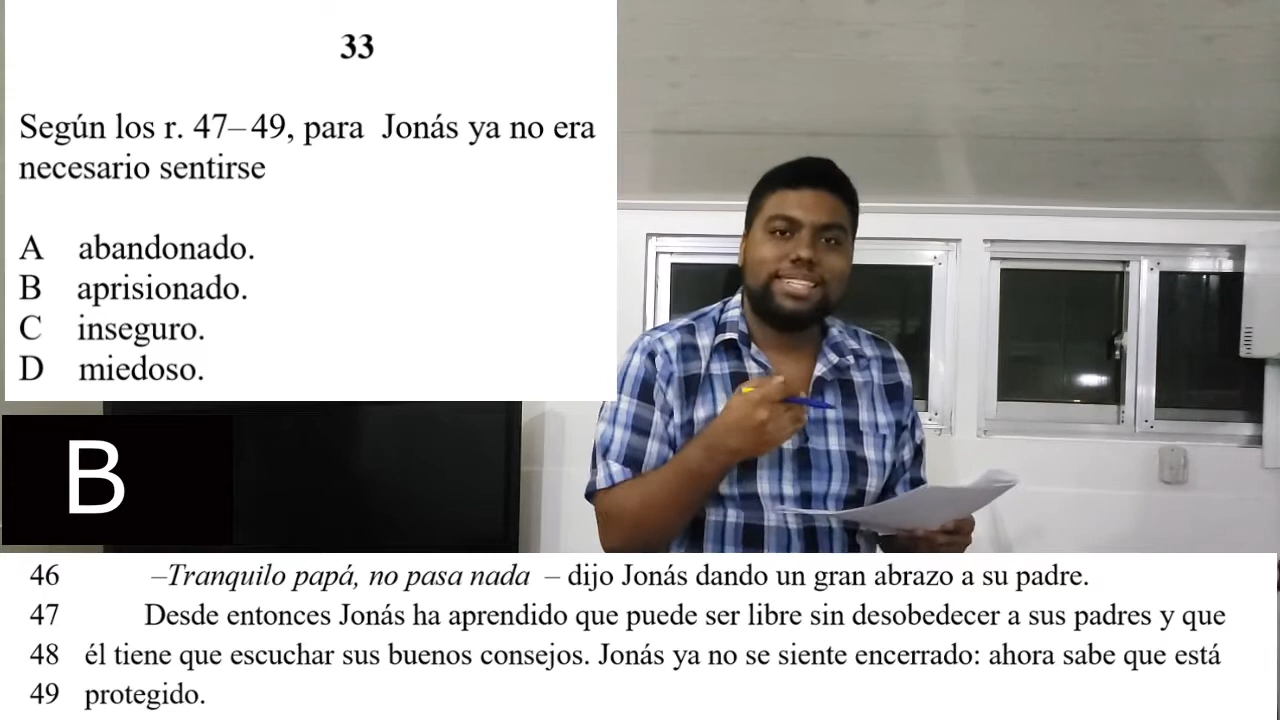 33
Según los r. 47–49, para Jonás ya no era
necesario sentirse
A abandonado.
B aprisionado.
C inseguro.
D miedoso.
B
46 –Tranquilo papá, no pasa nada – dijo Jonás dando un gran abrazo a su padre.
47 Desde entonces Jonás ha aprendido que puede ser libre sin desobedecer a sus padres y que
48 él tiene que escuchar sus buenos consejos. Jonás ya no se siente encerrado: ahora sabe que está
49 protegido.